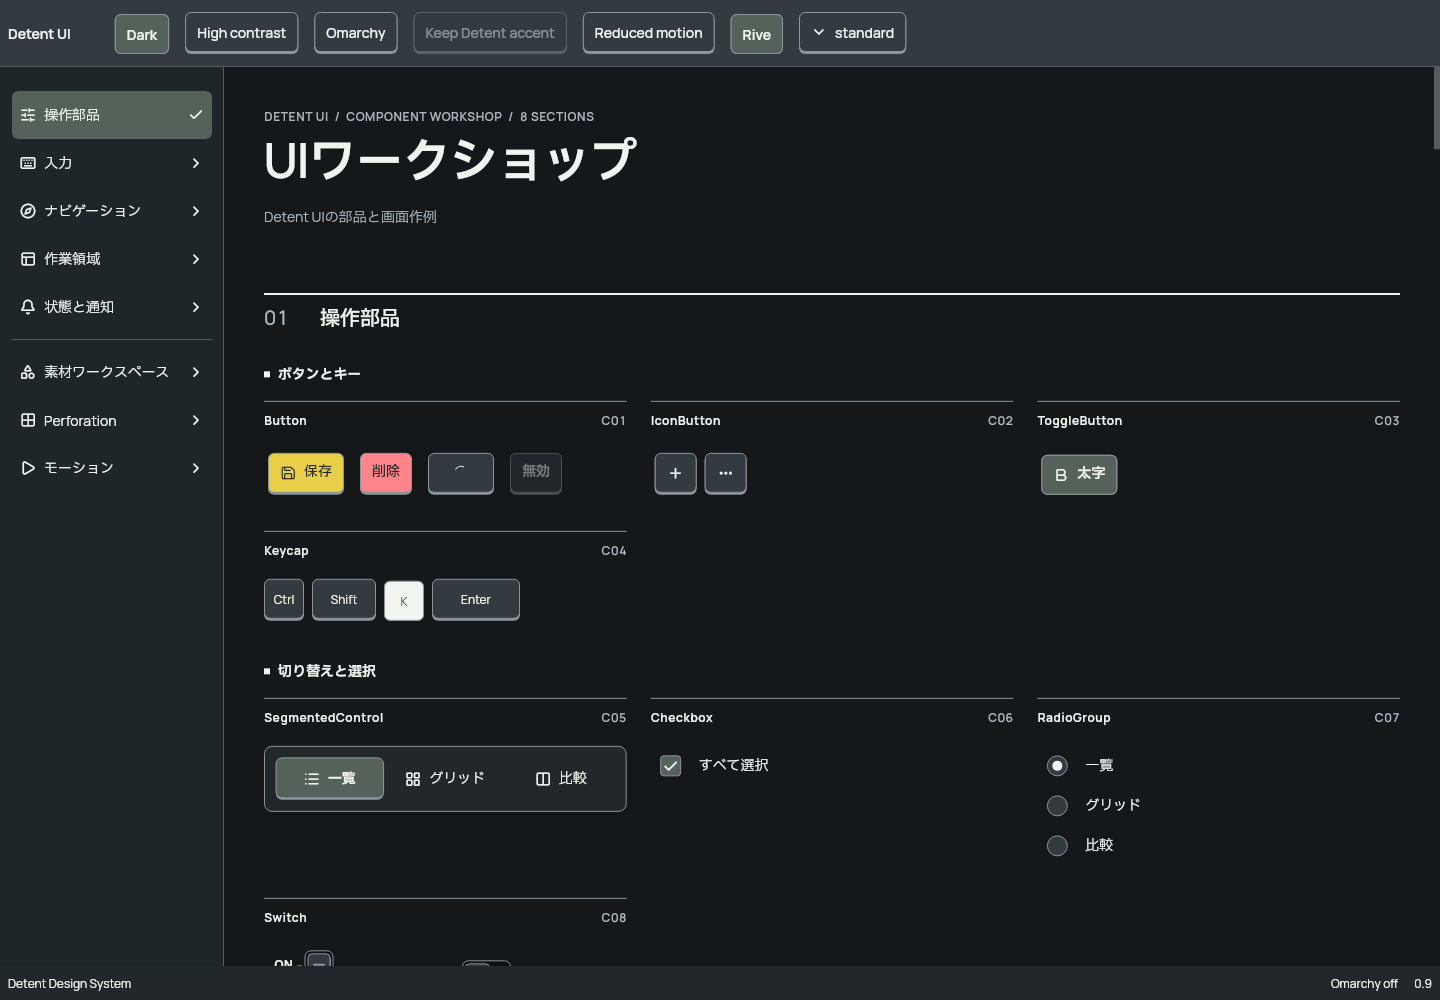 Detent UI
Dark
High contrast
Omarchy
Keep Detent accent
Reduced motion
Rive
standard
操作部品
入力
ナビゲーション
作業領域
状態と通知
素材ワークスペース
Perforation
モーション
DETENT UI / COMPONENT WORKSHOP / 8 SECTIONS
UIワークショップ
Detent UIの部品と画面作例
01 操作部品
ボタンとキー
Button C01
IconButton C02
ToggleButton C03
保存
削除
無効
太字
Keycap C04
Ctrl
Shift
K
Enter
切り替えと選択
SegmentedControl C05
Checkbox C06
RadioGroup C07
一覧
グリッド
比較
すべて選択
一覧
グリッド
比較
Switch C08
ON
Detent Design System
Omarchy off 0.9